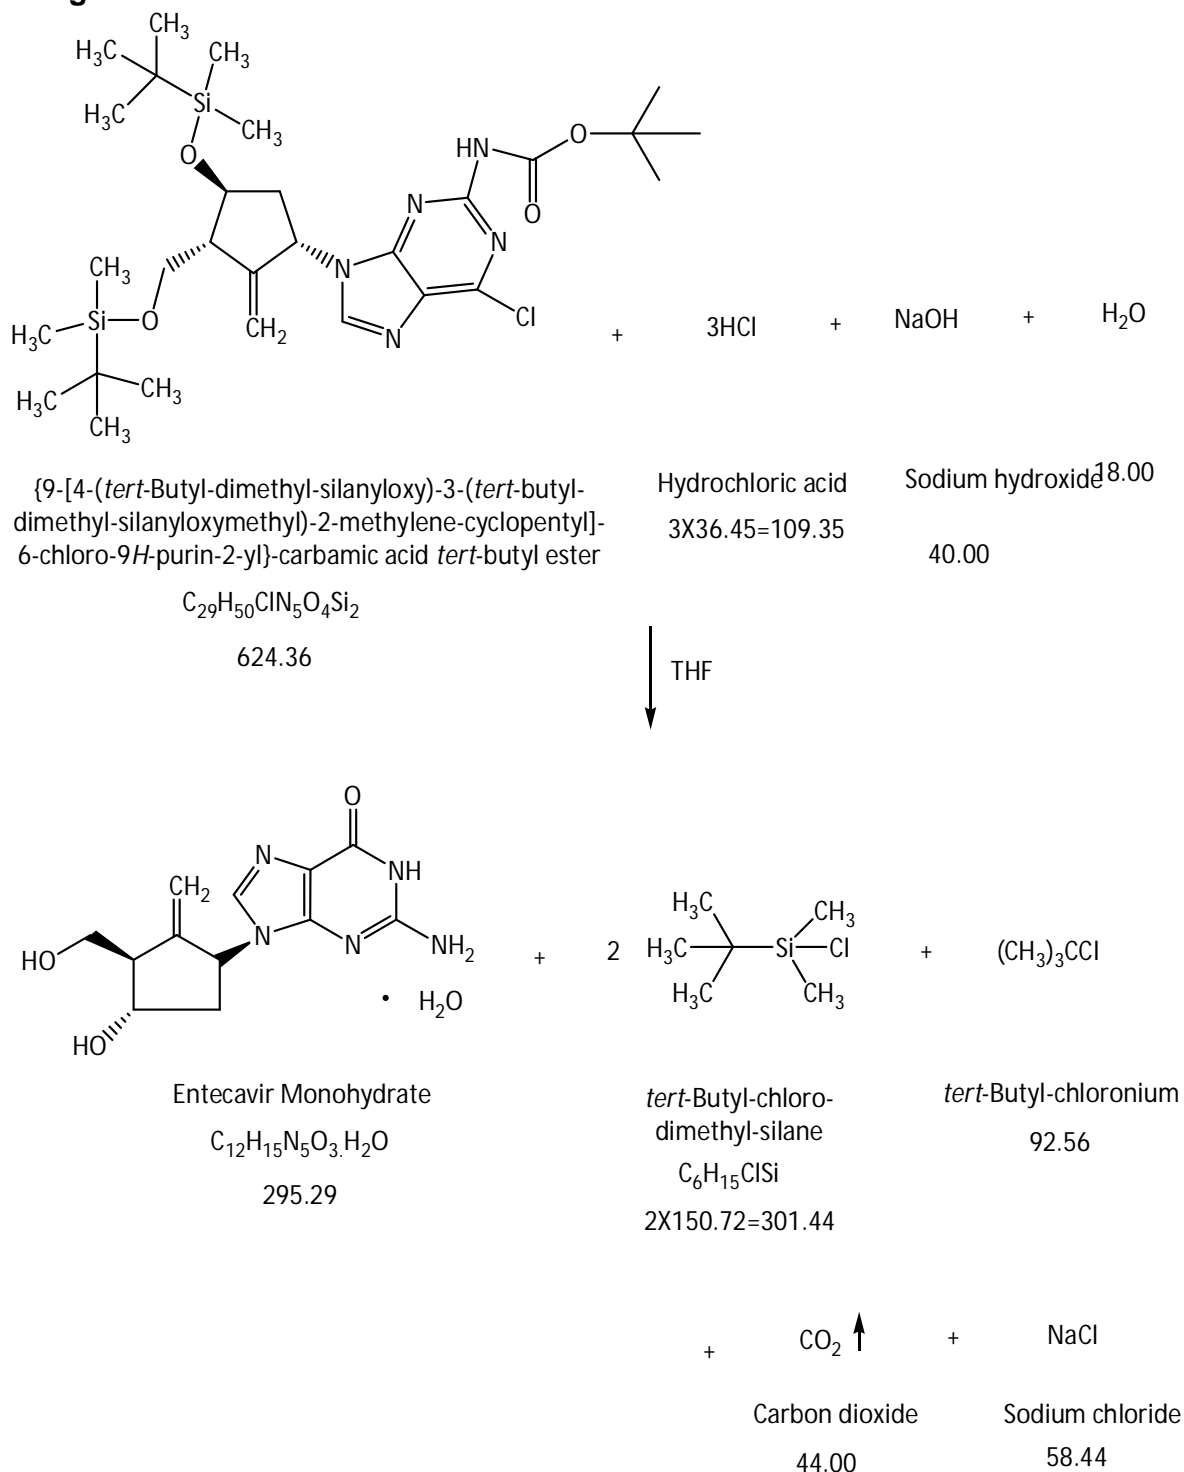 CH3
H3C
CH3
H3C
Si
CH3
O
HN
O
O
N
N
N
N
Cl
CH3
Si
O
H3C
CH2
H3C
CH3
CH3
+
3HCl
+
NaOH
+
H2O
{9-[4-(tert-Butyl-dimethyl-silanyloxy)-3-(tert-butyl-
dimethyl-silanyloxymethyl)-2-methylene-cyclopentyl]-
6-chloro-9H-purin-2-yl}-carbamic acid tert-butyl ester
C29H50ClN5O4Si2
624.36
Hydrochloric acid
3X36.45=109.35
Sodium hydroxide
40.00
18.00
THF
O
N
NH
CH2
N
N
NH2
HO
HO
• H2O
+
2
H3C
H3C
H3C
CH3
Si
Cl
CH3
+
(CH3)3CCl
Entecavir Monohydrate
C12H15N5O3.H2O
295.29
tert-Butyl-chloro-
dimethyl-silane
C6H15ClSi
2X150.72=301.44
tert-Butyl-chloronium
92.56
+
CO2
+
NaCl
Carbon dioxide
44.00
Sodium chloride
58.44